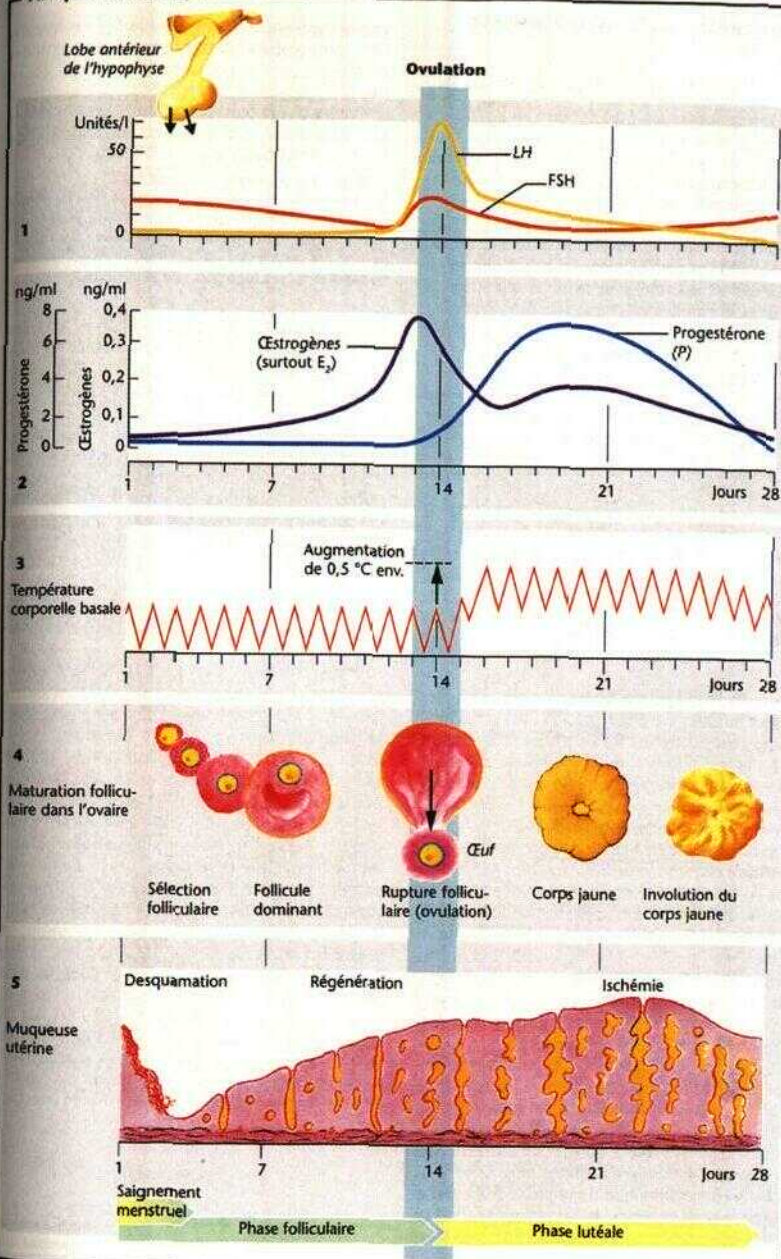 Lobe antérieur
de l'hypophyse
Ovulation
Unités/l
50
LH
FSH
0
1
ng/ml
ng/ml
8
6
4
2
0
Progestérone
0,4
0,3
0,2
0,1
0
Œstrogènes
Œstrogènes
(surtout E₂)
Progestérone
(P)
2
1
7
14
21
Jours 28
3
Température
corporelle basale
Augmentation
de 0,5 °C env.
1
7
14
21
Jours 28
4
Maturation follicu-
laire dans l'ovaire
Œuf
Sélection
folliculaire
Follicule
dominant
Rupture follicu-
laire (ovulation)
Corps jaune
Involution du
corps jaune
5
Muqueuse
utérine
Desquamation
Régénération
Ischémie
1
7
14
21
Jours 28
Saignement
menstruel
Phase folliculaire
Phase lutéale